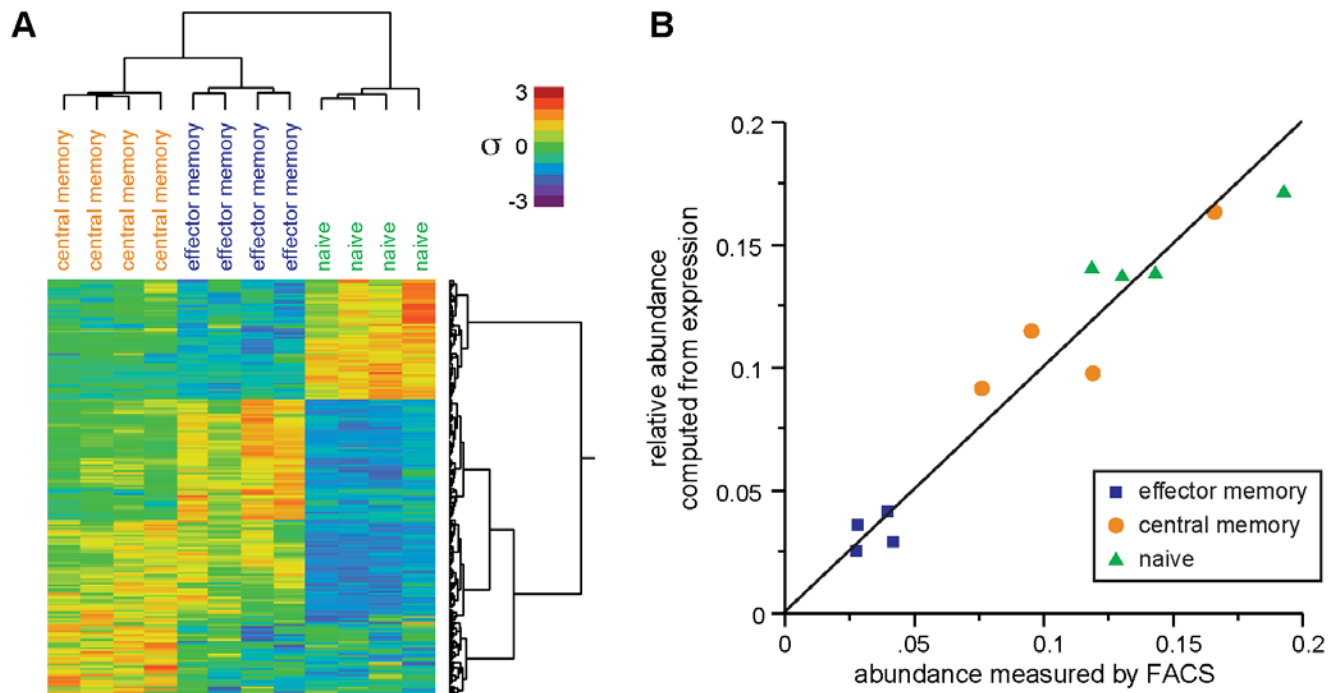 A
3
σ
0
-3
central memory
central memory
central memory
central memory
effector memory
effector memory
effector memory
effector memory
naive
naive
naive
naive
B
relative abundance
computed from expression
0.2
0.15
0.1
0.05
0
0
0.05
0.1
0.15
0.2
abundance measured by FACS
effector memory
central memory
naive